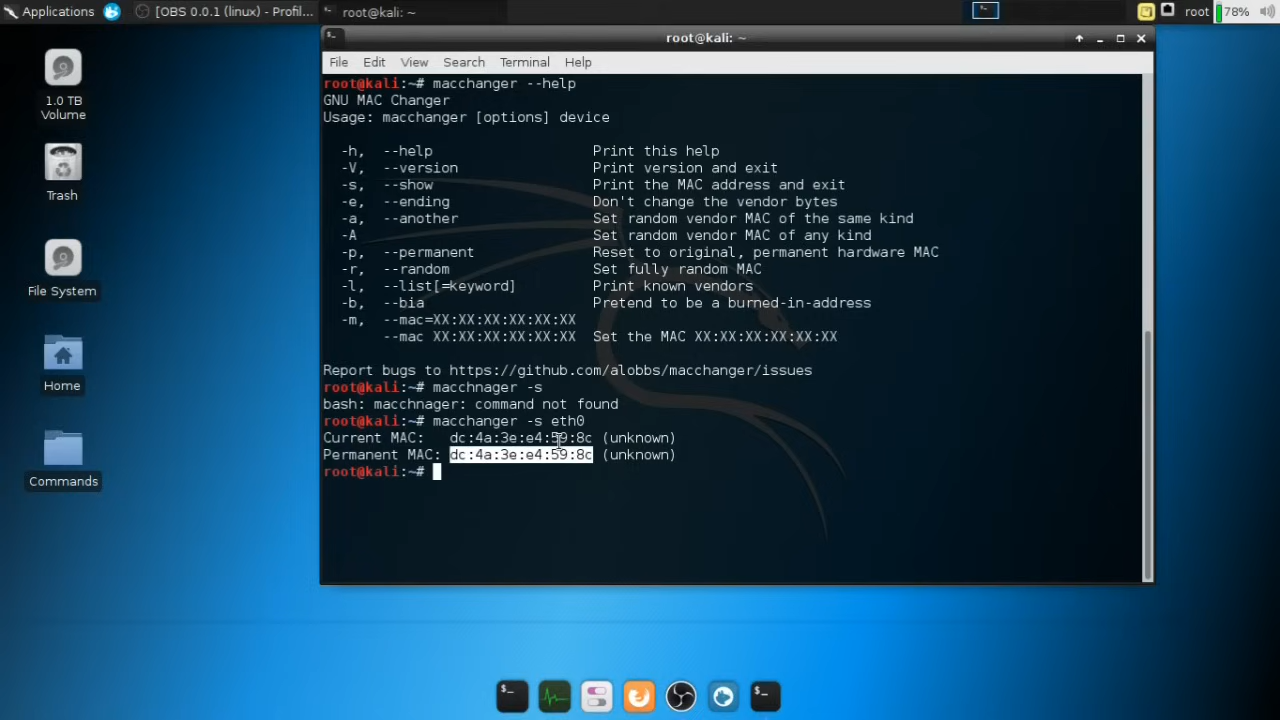 Applications [OBS 0.0.1 (linux) - Profil... root@kali: ~ root 78%
root@kali: ~
File Edit View Search Terminal Help
root@kali:~# macchanger --help
GNU MAC Changer
Usage: macchanger [options] device
-h, --help Print this help
-V, --version Print version and exit
-s, --show Print the MAC address and exit
-e, --ending Don't change the vendor bytes
-a, --another Set random vendor MAC of the same kind
-A Set random vendor MAC of any kind
-p, --permanent Reset to original, permanent hardware MAC
-r, --random Set fully random MAC
-l, --list[=keyword] Print known vendors
-b, --bia Pretend to be a burned-in-address
-m, --mac=XX:XX:XX:XX:XX:XX
--mac XX:XX:XX:XX:XX:XX Set the MAC XX:XX:XX:XX:XX:XX
Report bugs to https://github.com/alobbs/macchanger/issues
root@kali:~# macchnager -s
bash: macchnager: command not found
root@kali:~# macchanger -s eth0
Current MAC: dc:4a:3e:e4:59:8c (unknown)
Permanent MAC: dc:4a:3e:e4:59:8c (unknown)
root@kali:~#
1.0 TB
Volume
Trash
File System
Home
Commands